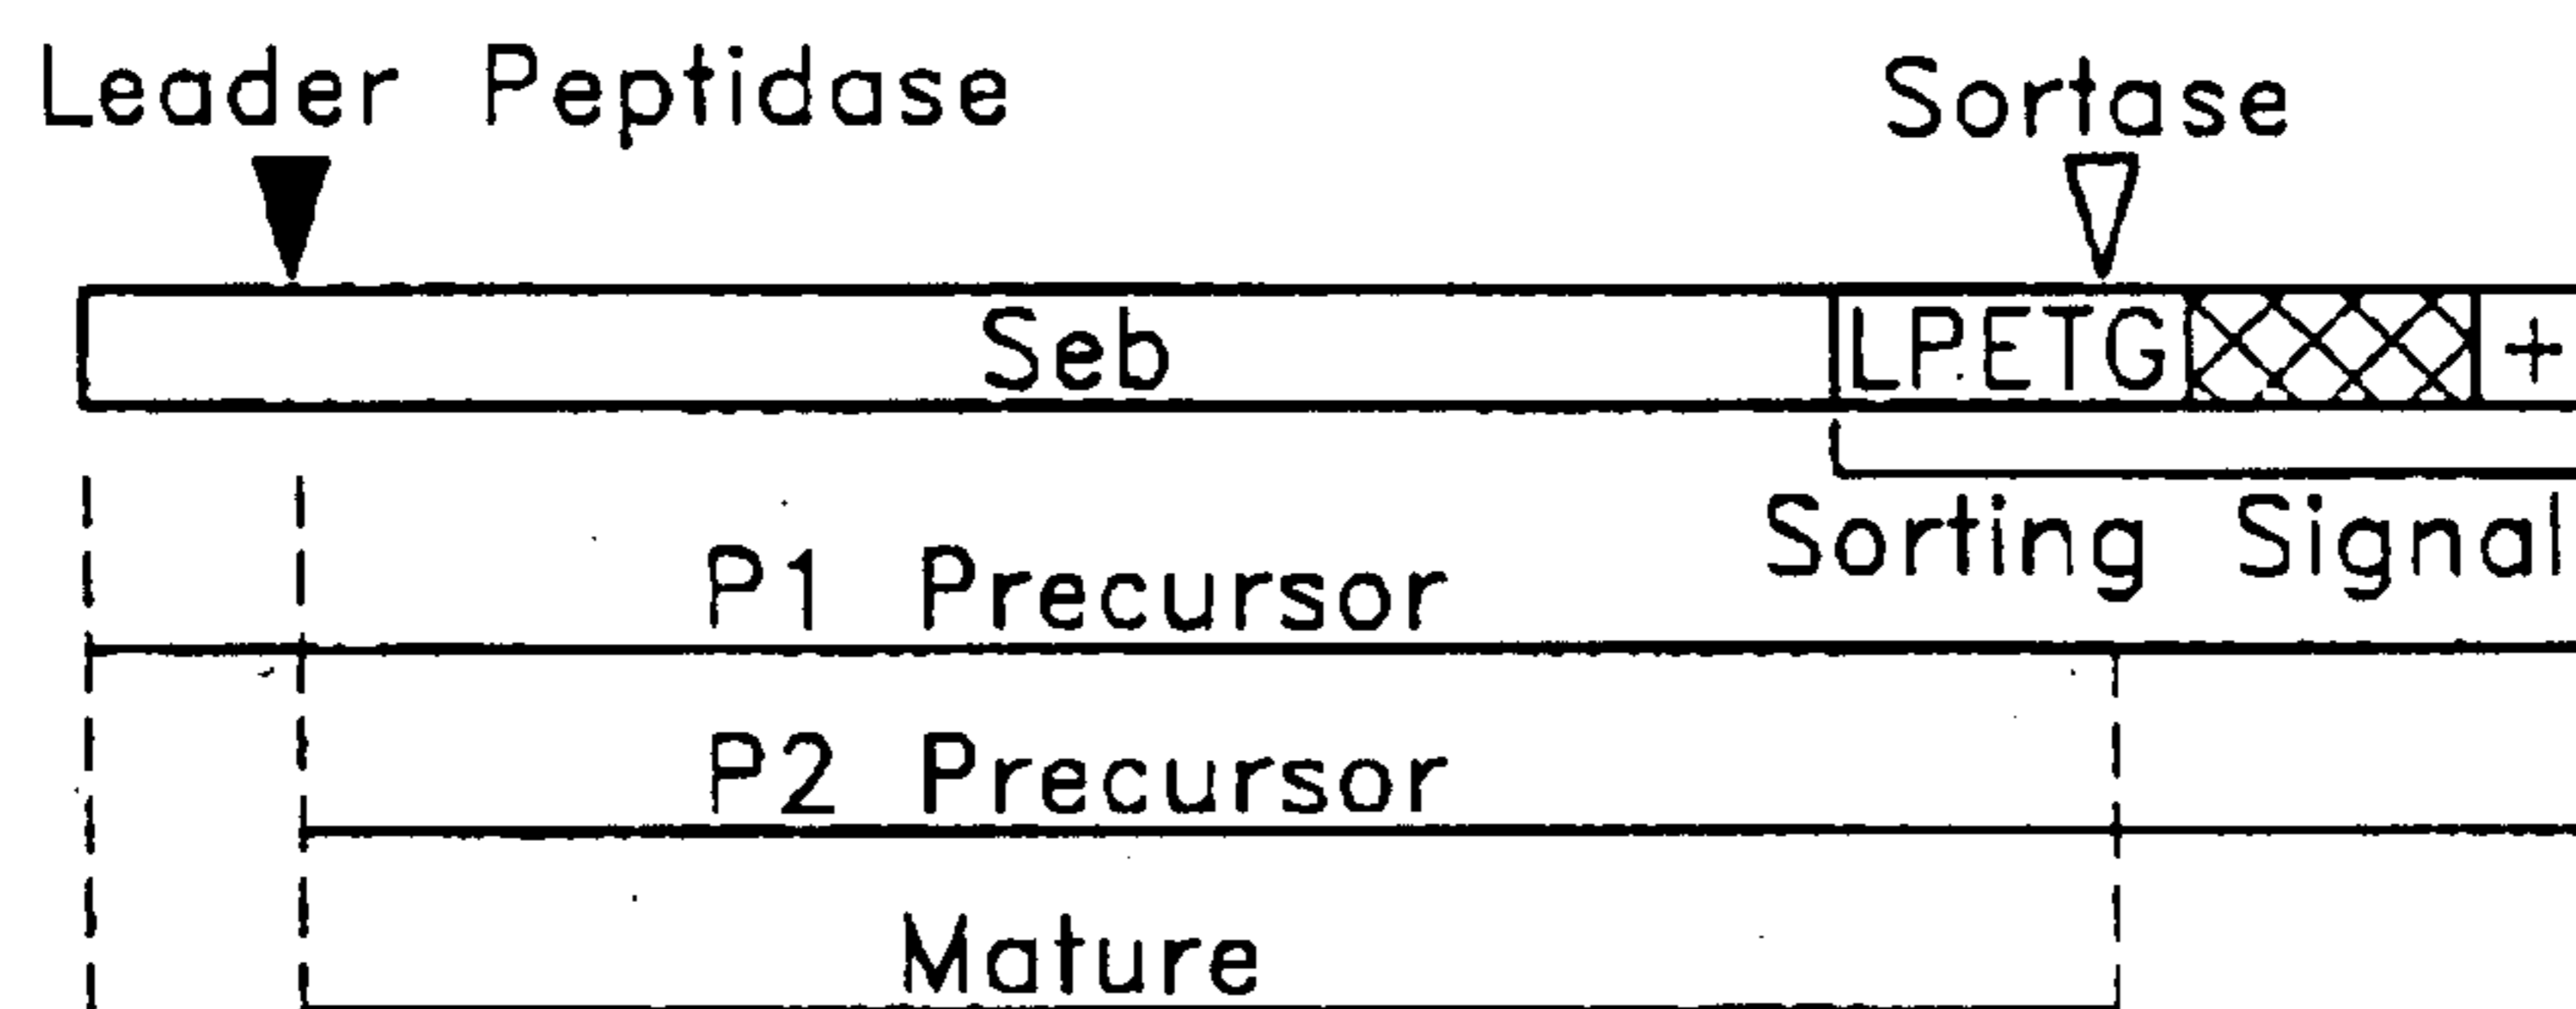 Leader Peptidase Sortase
Seb LPETG +
Sorting Signal
P1 Precursor
P2 Precursor
Mature